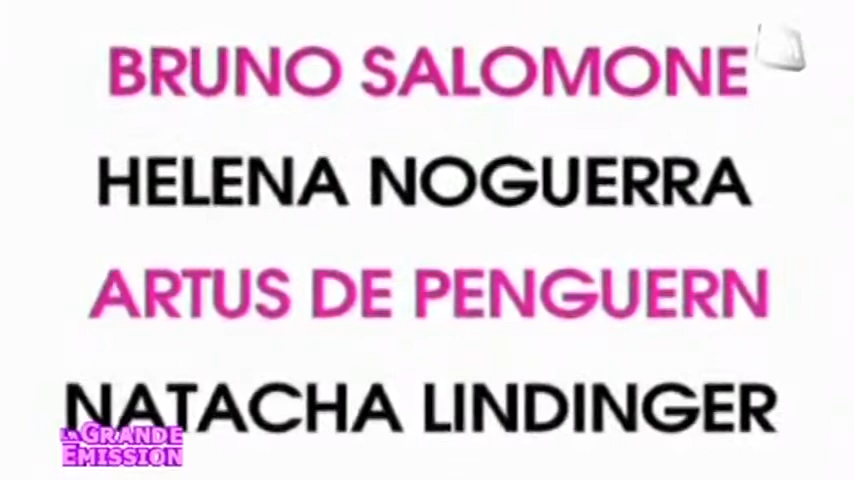 BRUNO SALOMONE
HELENA NOGUERRA
ARTUS DE PENGUERN
NATACHA LINDINGER
LA GRANDE
EMISSION